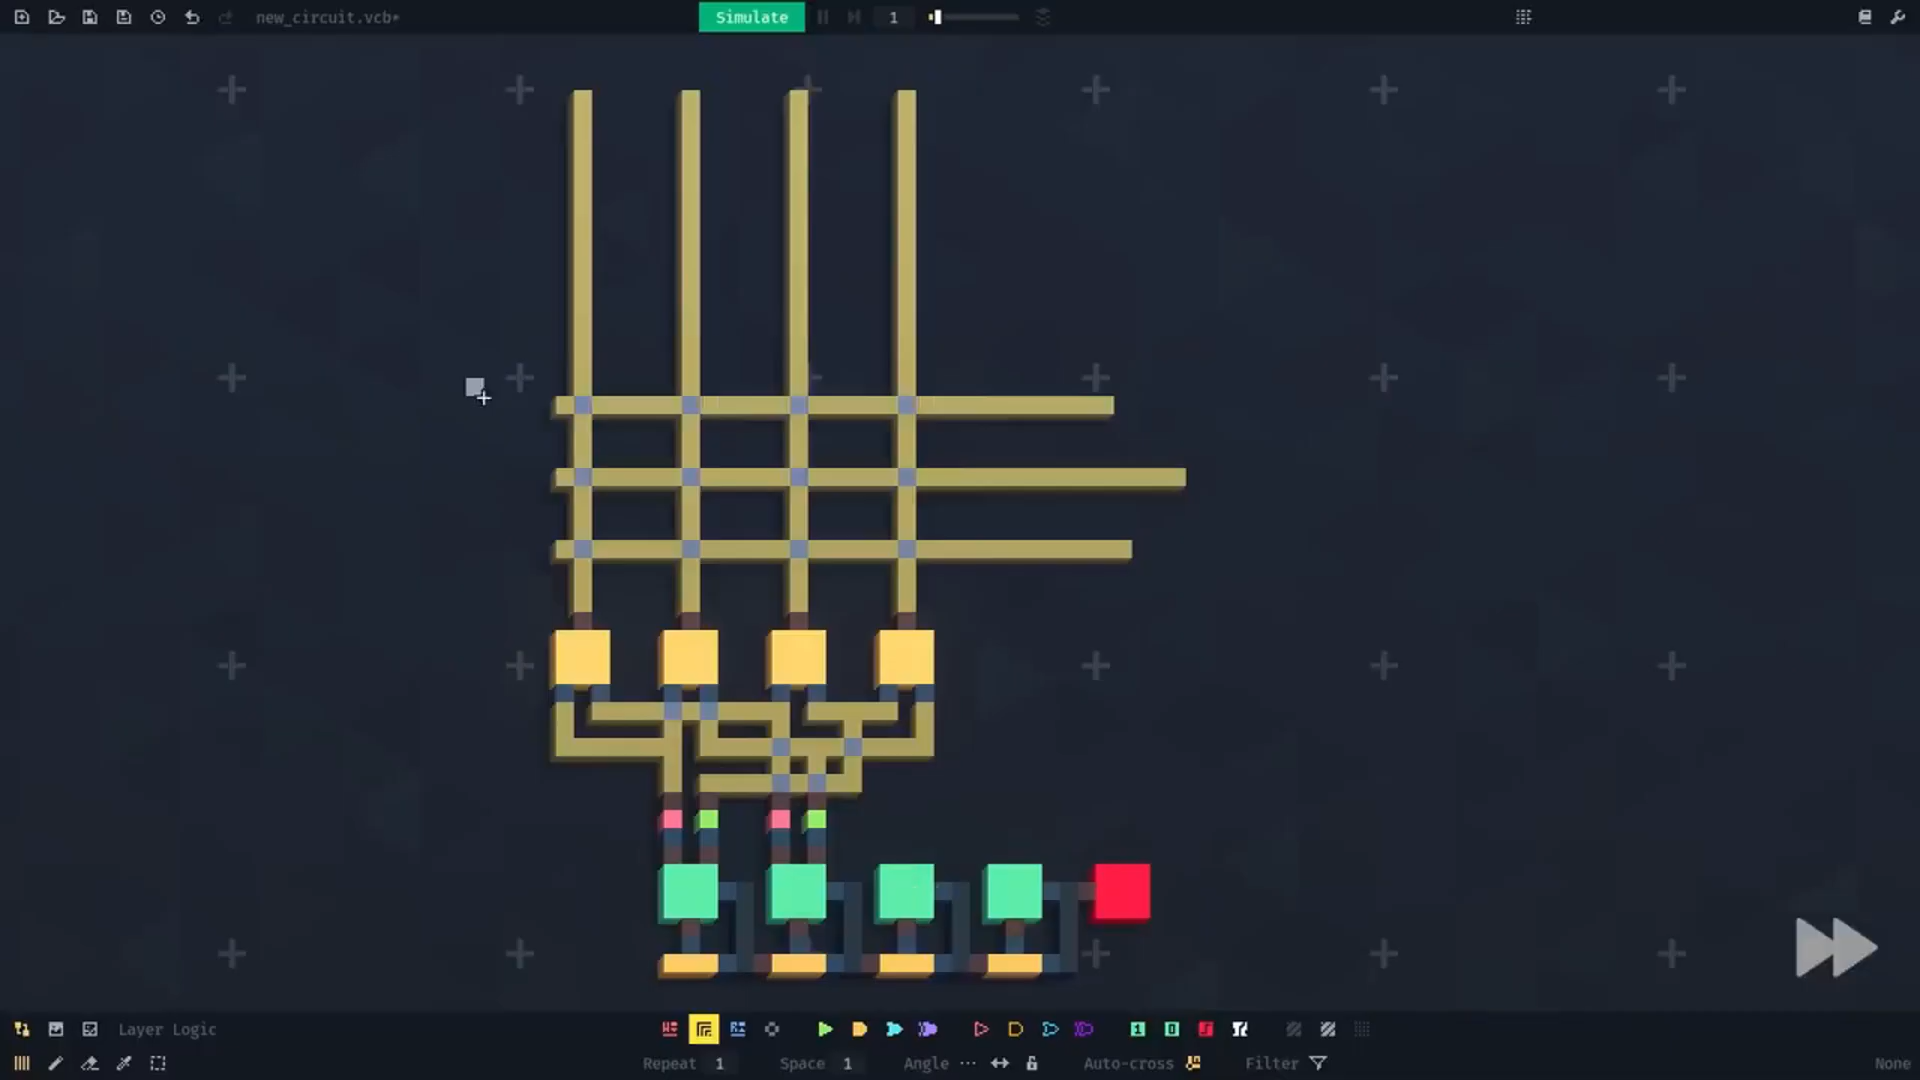 new_circuit.vcb*
Simulate
1
Layer Logic
Repeat 1 Space 1 Angle Auto-cross Filter
None